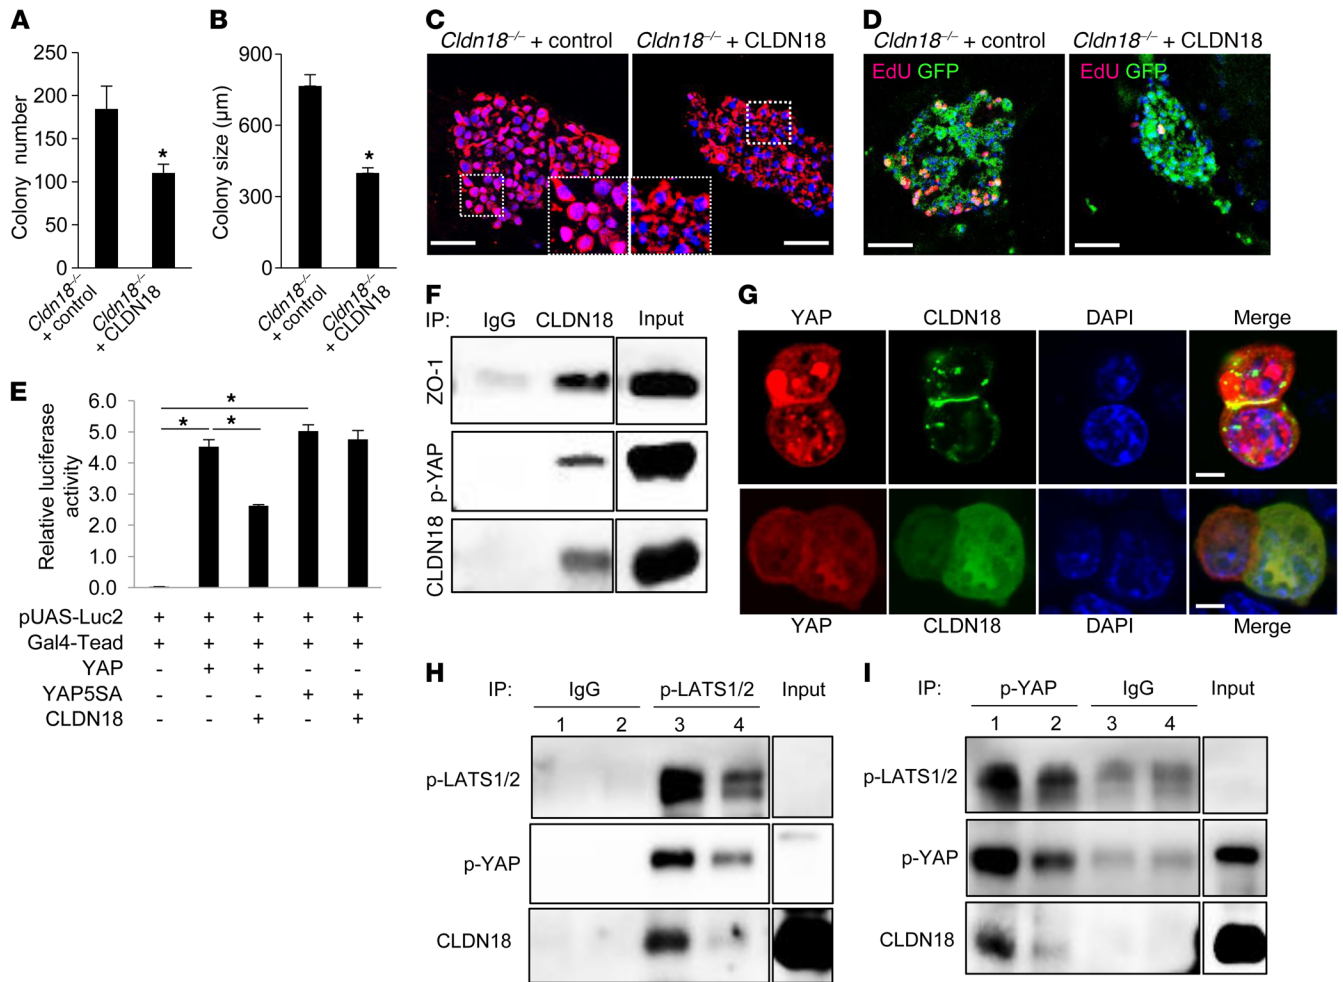 A
Colony number
250
200
150
100
50
0
*
Cldn18⁻/⁻
+ control
Cldn18⁻/⁻
+ CLDN18
B
Colony size (μm)
900
600
300
0
*
Cldn18⁻/⁻
+ control
Cldn18⁻/⁻
+ CLDN18
C
Cldn18⁻/⁻ + control
Cldn18⁻/⁻ + CLDN18
D
Cldn18⁻/⁻ + control
Cldn18⁻/⁻ + CLDN18
EdU GFP
EdU GFP
E
Relative luciferase
activity
6.0
5.0
4.0
3.0
2.0
1.0
0.0
*
* *
pUAS-Luc2 + + + + +
Gal4-Tead + + + + +
YAP - + + - -
YAP5SA - - - + +
CLDN18 - - + - +
F
IP: IgG CLDN18 Input
ZO-1
p-YAP
CLDN18
G
YAP CLDN18 DAPI Merge
YAP CLDN18 DAPI Merge
H
IP: IgG p-LATS1/2 Input
1 2 3 4
p-LATS1/2
p-YAP
CLDN18
I
IP: p-YAP IgG Input
1 2 3 4
p-LATS1/2
p-YAP
CLDN18